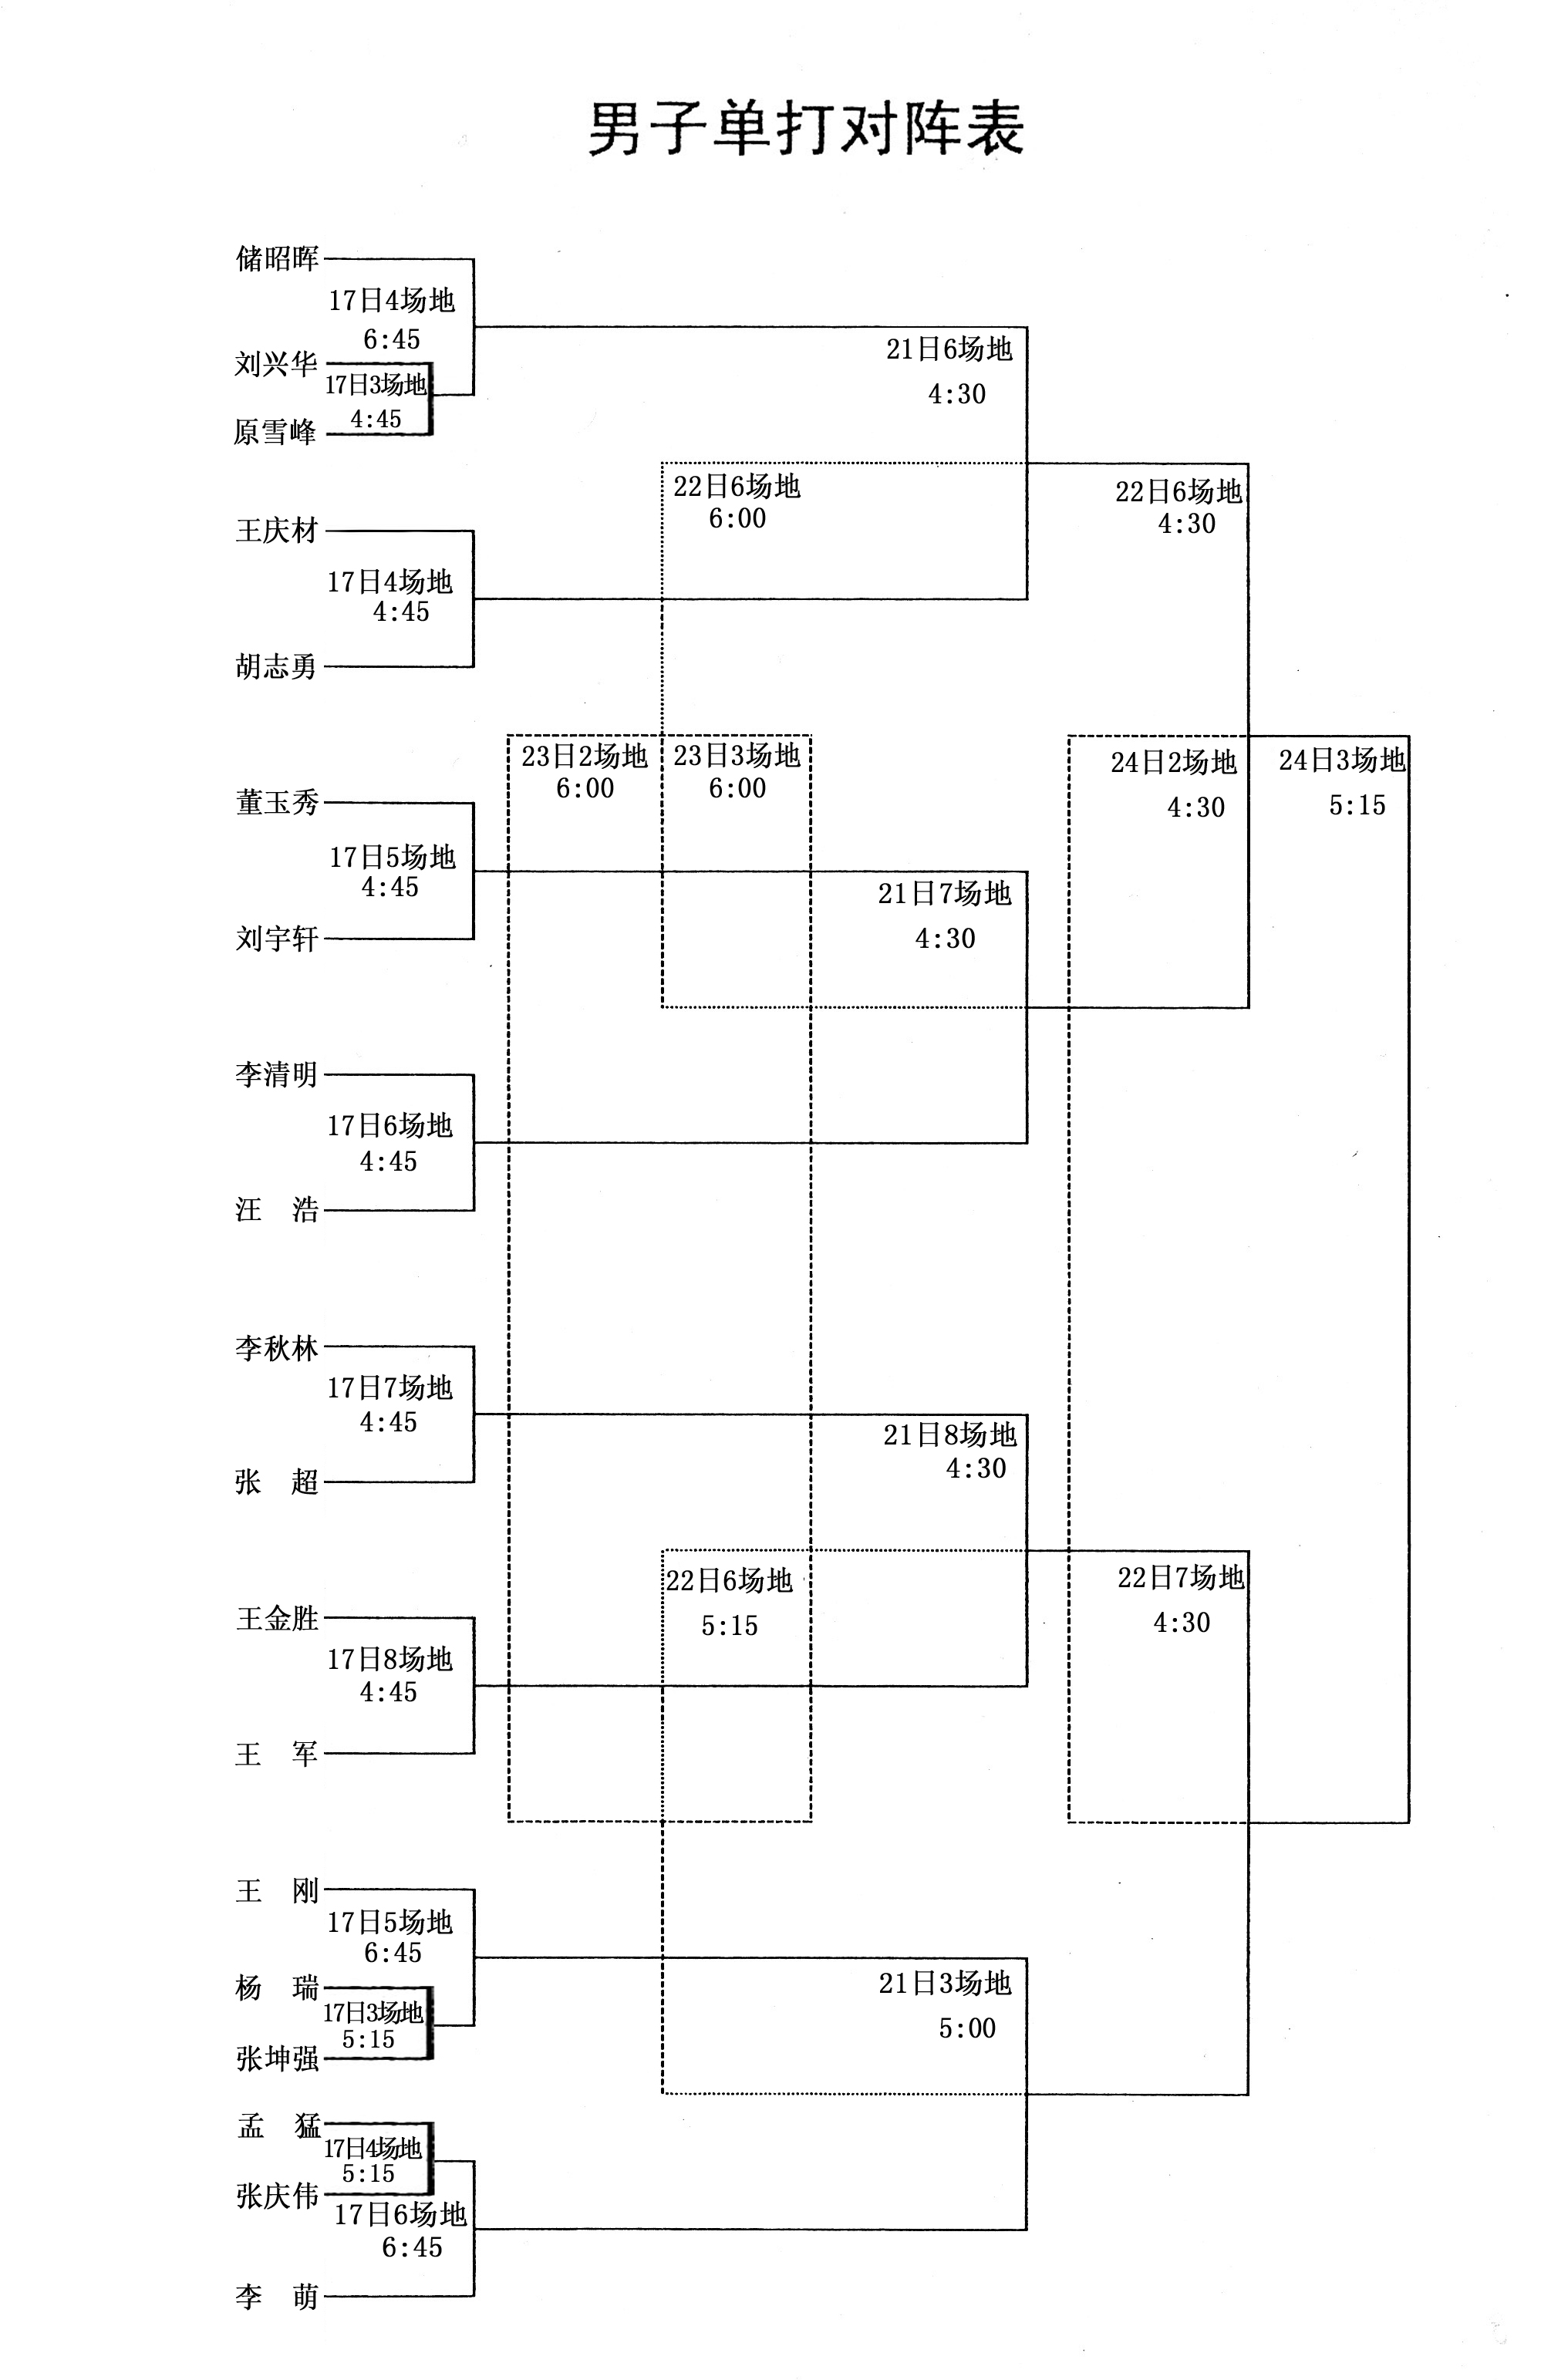 男子单打对阵表
储昭晖
17日4场地
6:45
刘兴华
17日3场地
4:45
原雪峰
21日6场地
4:30
22日6场地
6:00
22日6场地
4:30
王庆材
17日4场地
4:45
胡志勇
23日2场地
6:00
23日3场地
6:00
24日2场地
4:30
24日3场地
5:15
董玉秀
17日5场地
4:45
刘宇轩
21日7场地
4:30
李清明
17日6场地
4:45
汪 浩
李秋林
17日7场地
4:45
张 超
21日8场地
4:30
22日6场地
5:15
22日7场地
4:30
王金胜
17日8场地
4:45
王 军
王 刚
17日5场地
6:45
杨 瑞
17日3场地
5:15
张坤强
21日3场地
5:00
孟 猛
17日4场地
5:15
张庆伟
17日6场地
6:45
李 萌